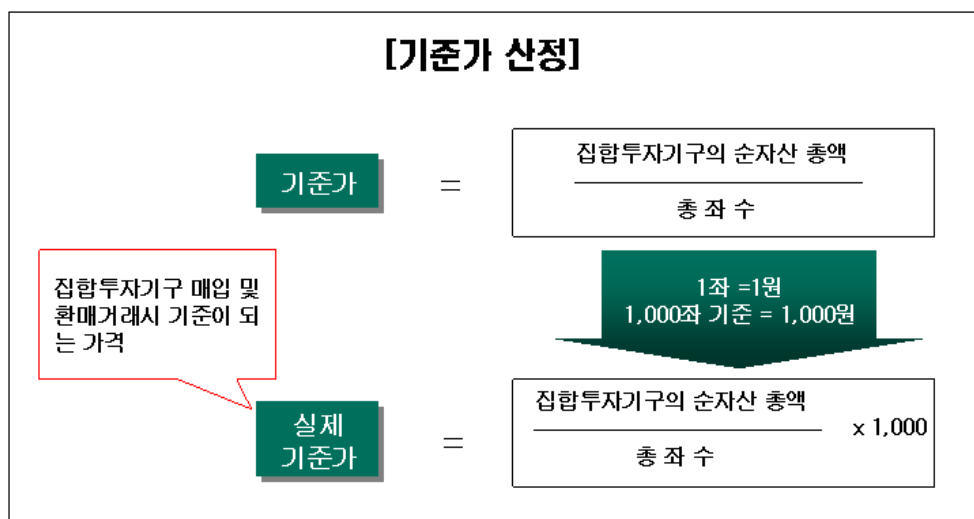 [기준가 산정]
기준가
=
집합투자기구의 순자산 총액
총 좌 수
집합투자기구 매입 및
환매거래시 기준이 되
는 가격
1좌 =1원
1,000좌 기준 = 1,000원
실제
기준가
=
집합투자기구의 순자산 총액
총 좌 수
x 1,000